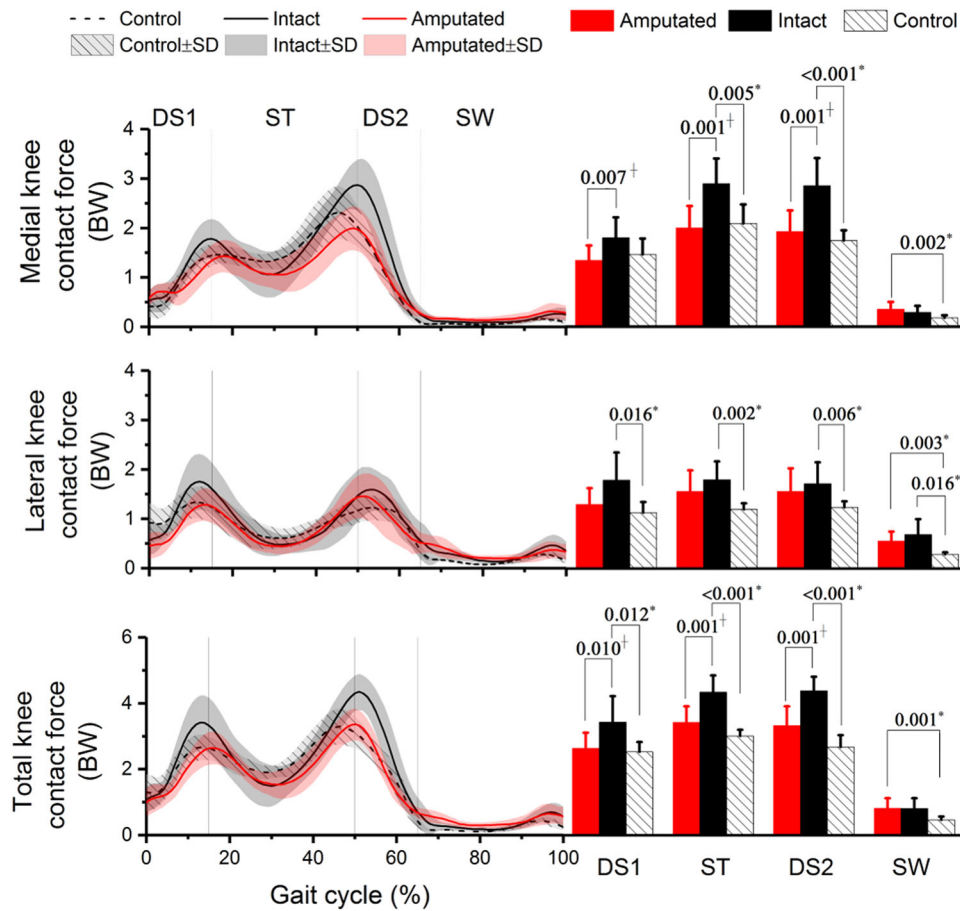 Control Intact Amputated
Control±SD Intact±SD Amputated±SD
Amputated Intact Control
DS1 ST DS2 SW
Medial knee
contact force
(BW)
4
3
2
1
0
0.007†
0.001†
0.005*
0.001†
<0.001*
0.002*
Lateral knee
contact force
(BW)
4
3
2
1
0
0.016*
0.002*
0.006*
0.003*
0.016*
Total knee
contact force
(BW)
6
4
2
0
0.010†
0.012*
0.001†
<0.001*
0.001†
<0.001*
0.001*
0 20 40 60 80 100
Gait cycle (%)
DS1 ST DS2 SW